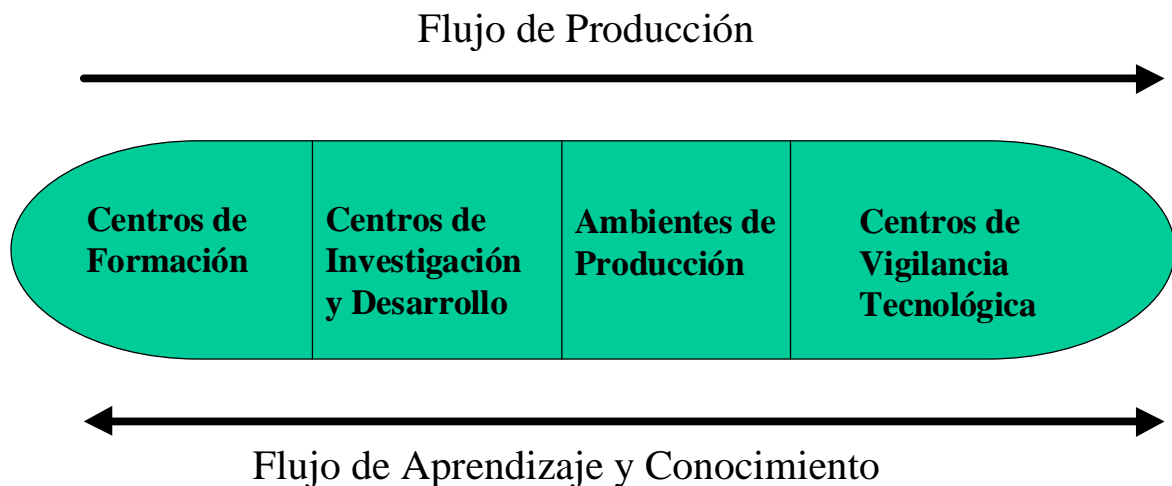 Flujo de Producción
Centros de
Formación
Centros de
Investigación
y Desarrollo
Ambientes de
Producción
Centros de
Vigilancia
Tecnológica
Flujo de Aprendizaje y Conocimiento